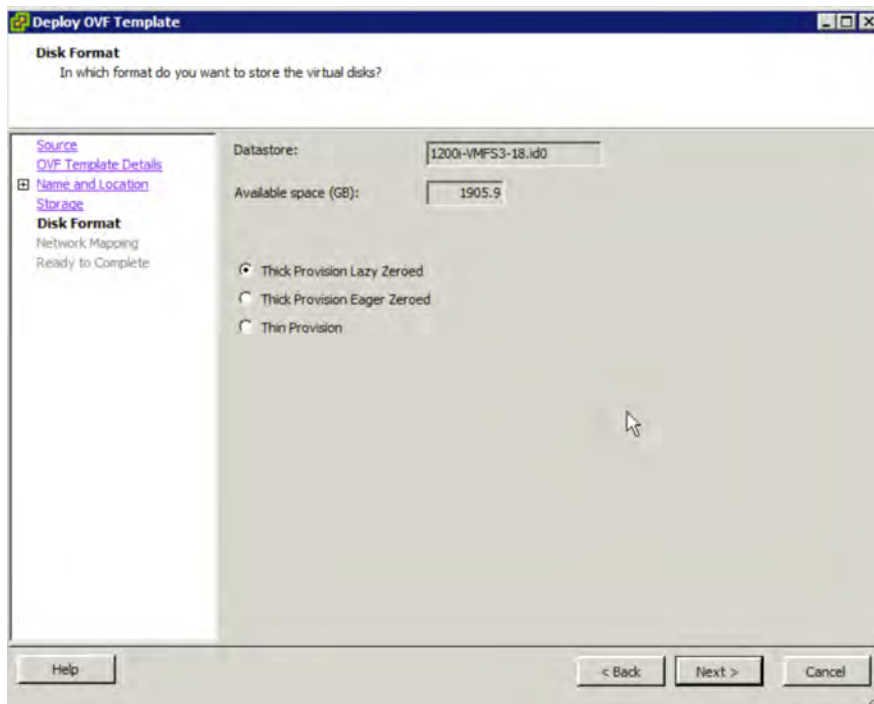 Deploy OVF Template
Disk Format
In which format do you want to store the virtual disks?
Source
OVF Template Details
Name and Location
Storage
Disk Format
Network Mapping
Ready to Complete
Datastore:
1200i-VMFS3-18.id0
Available space (GB):
1905.9
Thick Provision Lazy Zeroed
Thick Provision Eager Zeroed
Thin Provision
Help
< Back
Next >
Cancel